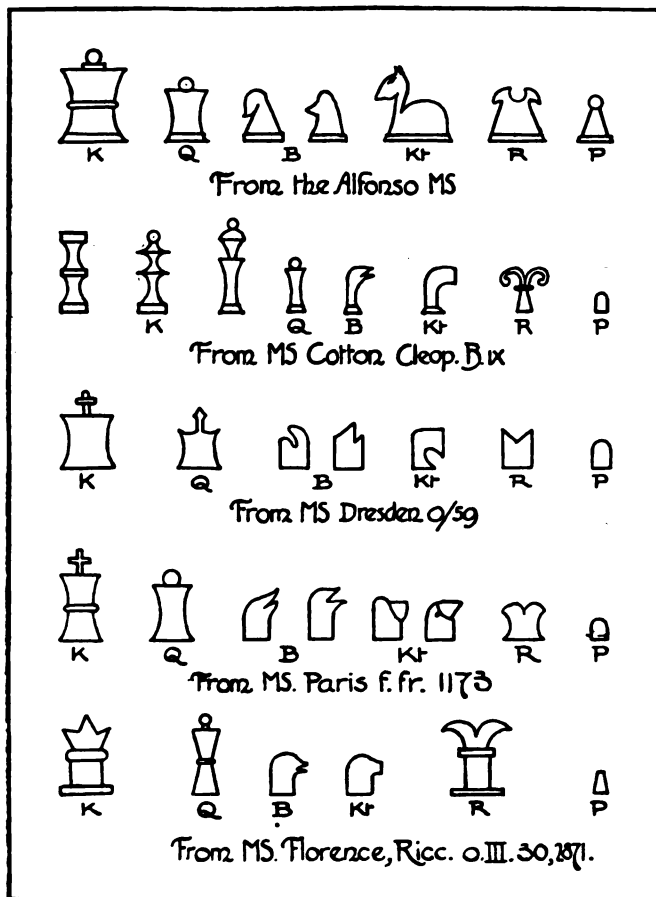 K Q B Kt R P
From the Alfonso MS
K Q B Kt R P
From MS Cotton Cleop. B. ix
K Q B Kt R P
From MS Dresden 0/59
K Q B Kt R P
From MS. Paris f. fr. 1173
K Q B Kt R P
From MS. Florence, Ricc. O. III. 30, 2871.